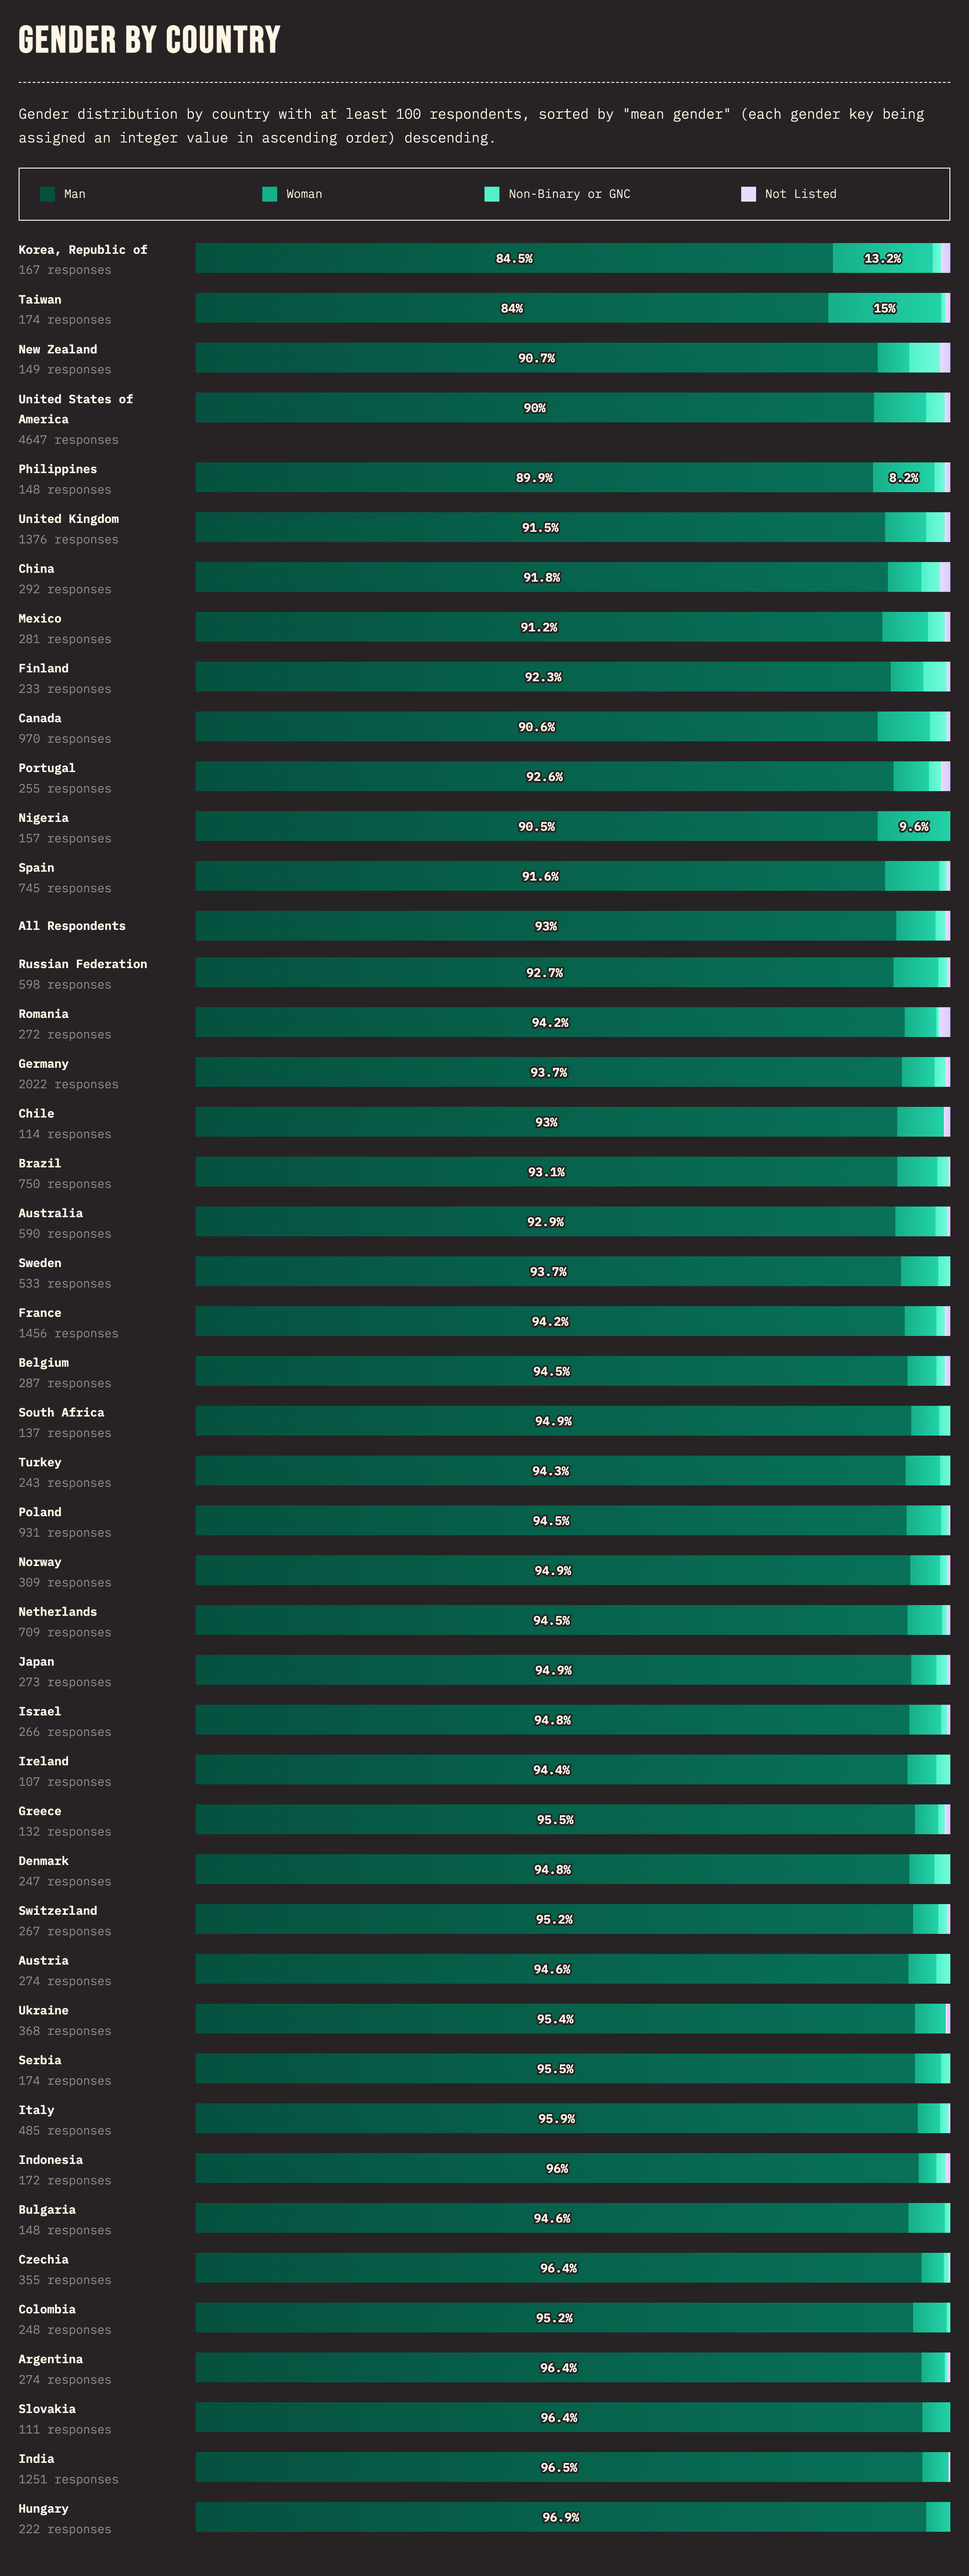 GENDER BY COUNTRY
Gender distribution by country with at least 100 respondents, sorted by "mean gender" (each gender key being
assigned an integer value in ascending order) descending.
Man Woman Non-Binary or GNC Not Listed
Korea, Republic of
84.5% 13.2%
167 responses
Taiwan
84% 15%
174 responses
New Zealand
90.7%
149 responses
United States of
90%
America
4647 responses
Philippines
89.9% 8.2%
148 responses
United Kingdom
91.5%
1376 responses
China
91.8%
292 responses
Mexico
91.2%
281 responses
Finland
92.3%
233 responses
Canada
90.6%
970 responses
Portugal
92.6%
255 responses
Nigeria
90.5% 9.6%
157 responses
Spain
91.6%
745 responses
All Respondents 93%
Russian Federation
92.7%
598 responses
Romania
94.2%
272 responses
Germany
93.7%
2022 responses
Chile
93%
114 responses
Brazil
93.1%
750 responses
Australia
92.9%
590 responses
Sweden
93.7%
533 responses
France
94.2%
1456 responses
Belgium
94.5%
287 responses
South Africa
94.9%
137 responses
Turkey
94.3%
243 responses
Poland
94.5%
931 responses
Norway
94.9%
309 responses
Netherlands
94.5%
709 responses
Japan
94.9%
273 responses
Israel
94.8%
266 responses
Ireland
94.4%
107 responses
Greece
95.5%
132 responses
Denmark
94.8%
247 responses
Switzerland
95.2%
267 responses
Austria
94.6%
274 responses
Ukraine
95.4%
368 responses
Serbia
95.5%
174 responses
Italy
95.9%
485 responses
Indonesia
96%
172 responses
Bulgaria
94.6%
148 responses
Czechia
96.4%
355 responses
Colombia
95.2%
248 responses
Argentina
96.4%
274 responses
Slovakia
96.4%
111 responses
India
96.5%
1251 responses
Hungary
96.9%
222 responses